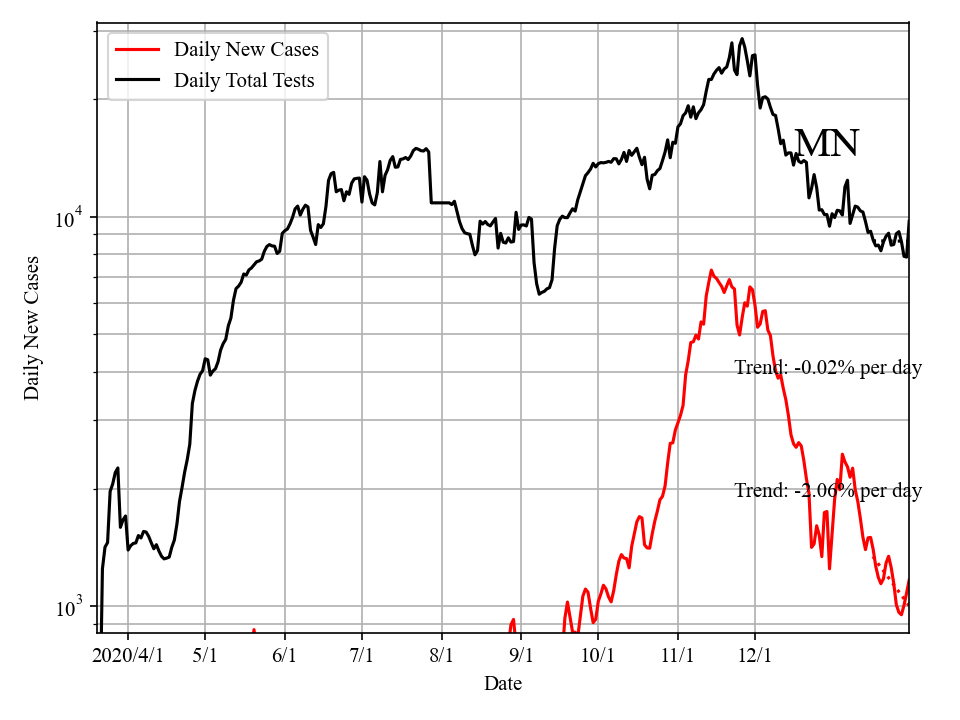 Daily New Cases
Daily Total Tests
MN
10^4
Daily New Cases
Trend: -0.02% per day
Trend: -2.06% per day
10^3
2020/4/1 5/1 6/1 7/1 8/1 9/1 10/1 11/1 12/1
Date